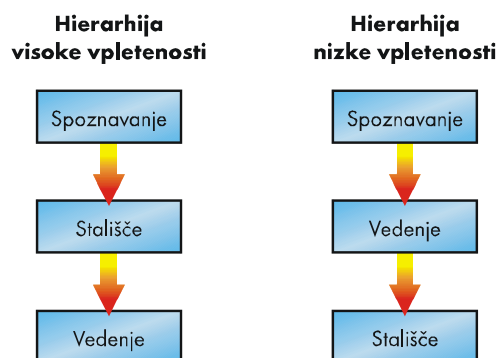 Hierarhija
visoke vpletenosti
Spoznavanje
Stališče
Vedenje
Hierarhija
nizke vpletenosti
Spoznavanje
Vedenje
Stališče